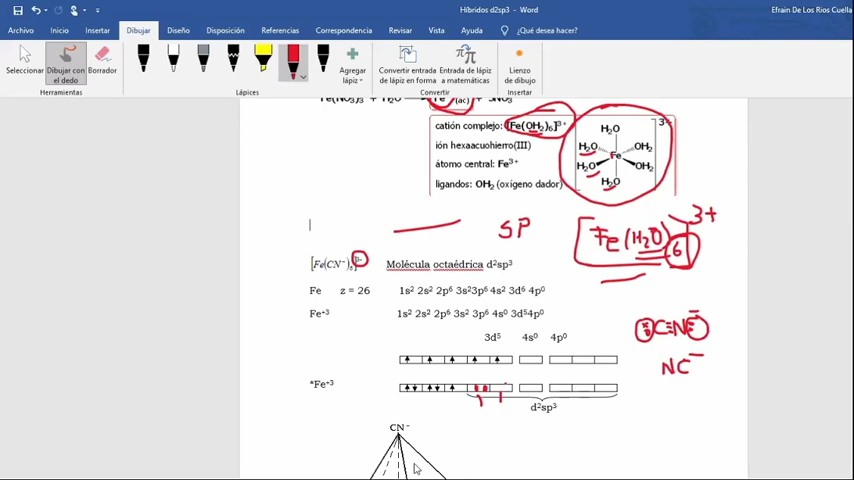 Híbridos d2sp3 - Word
Efrain De Los Rios Cuella
Archivo Inicio Insertar Dibujar Diseño Disposición Referencias Correspondencia Revisar Vista Ayuda ¿Qué desea hacer?
Seleccionar
Dibujar con el dedo
Borrador
Agregar lápiz
Convertir entrada de lápiz en forma
Entrada de lápiz a matemáticas
Lienzo de dibujo
Herramientas
Lápices
Convertir
Insertar
catión complejo: [Fe(OH₂)₆]³⁺
ión hexaacuohierro(III)
átomo central: Fe³⁺
ligandos: OH₂ (oxígeno dador)
H₂O 3+
H₂O OH₂
Fe
H₂O OH₂
H₂O
SP
[Fe(H₂O)6]3+
[Fe(CN⁻)₆]³⁻ Molécula octaédrica d²sp³
Fe z = 26 1s² 2s² 2p⁶ 3s²3p⁶ 4s² 3d⁶ 4p⁰
Fe⁺³ 1s² 2s² 2p⁶ 3s² 3p⁶ 4s⁰ 3d⁵4p⁰
C≡N
NC⁻
3d⁵ 4s⁰ 4p⁰
*Fe⁺³
d²sp³
CN⁻